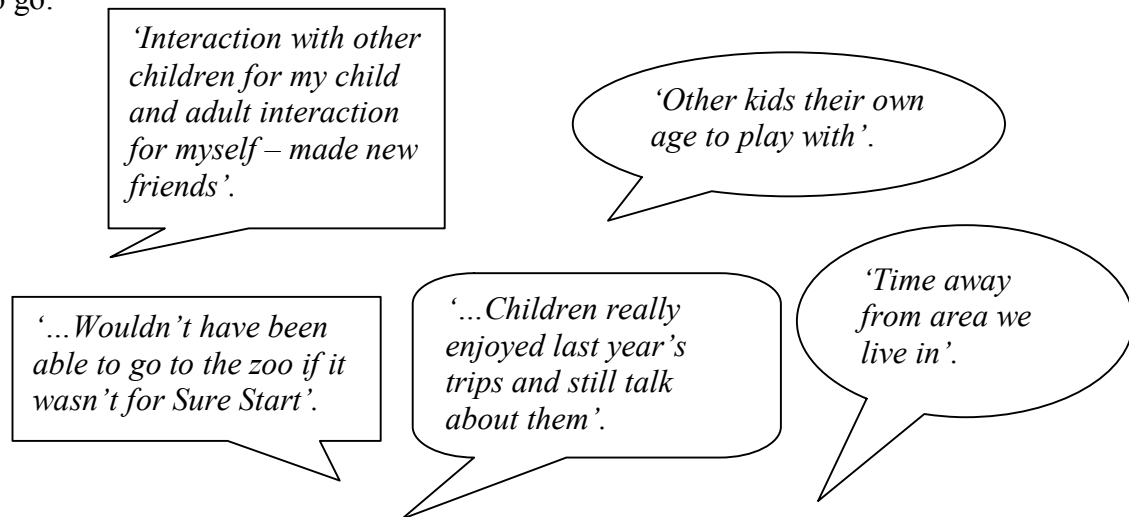 go.
‘Interaction with other
children for my child
and adult interaction
for myself – made new
friends’.
‘Other kids their own
age to play with’.
‘…Wouldn’t have been
able to go to the zoo if it
wasn’t for Sure Start’.
‘…Children really
enjoyed last year’s
trips and still talk
about them’.
‘Time away
from area we
live in’.